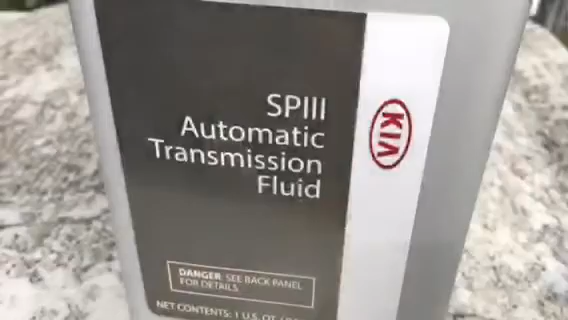 SPIII
Automatic
Transmission
Fluid
KIA
DANGER: SEE BACK PANEL
FOR DETAILS
NET CONTENTS: 1 U.S. QT.